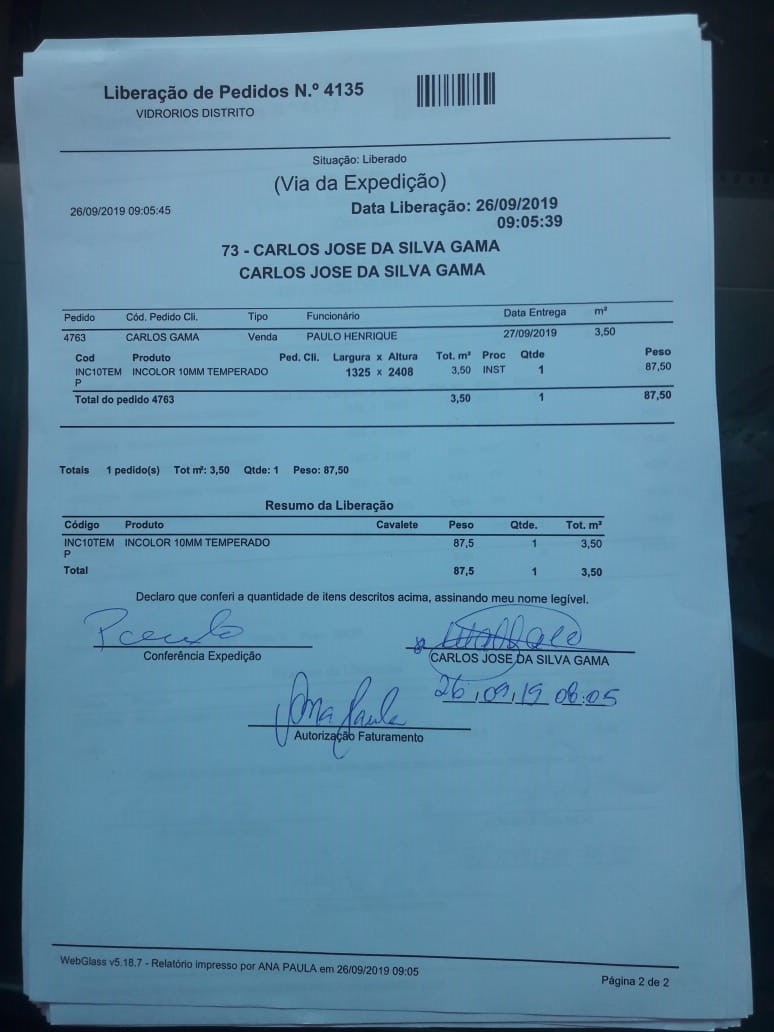 Liberação de Pedidos N.º 4135
VIDRORIOS DISTRITO
Situação: Liberado
(Via da Expedição)
26/09/2019 09:05:45
Data Liberação: 26/09/2019
09:05:39
73 - CARLOS JOSE DA SILVA GAMA
CARLOS JOSE DA SILVA GAMA
Pedido Cód. Pedido Cli. Tipo Funcionário Data Entrega m²
4763 CARLOS GAMA Venda PAULO HENRIQUE 27/09/2019 3,50
Cod Produto Ped. Cli. Largura x Altura Tot. m² Proc Qtde Peso
INC10TEM INCOLOR 10MM TEMPERADO 1325 x 2408 3,50 INST 1 87,50
P
Total do pedido 4763 3,50 1 87,50
Totais 1 pedido(s) Tot m²: 3,50 Qtde: 1 Peso: 87,50
Resumo da Liberação
Código Produto Cavalete Peso Qtde. Tot. m²
INC10TEM INCOLOR 10MM TEMPERADO 87,5 1 3,50
P
Total 87,5 1 3,50
Declaro que conferi a quantidade de itens descritos acima, assinando meu nome legível.
Conferência Expedição
CARLOS JOSE DA SILVA GAMA
26,09,19 08:05
Ana Paula
Autorização Faturamento
WebGlass v5.18.7 - Relatório impresso por ANA PAULA em 26/09/2019 09:05
Página 2 de 2